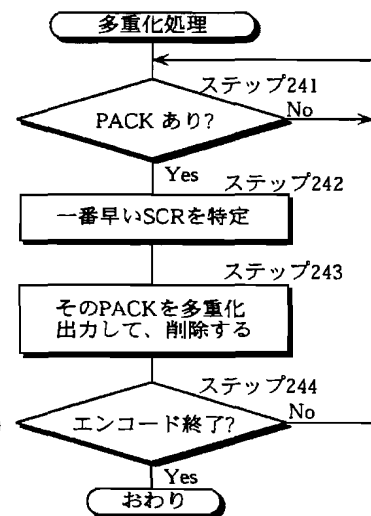 多重化処理
ステップ241
PACK あり?
No
Yes
ステップ242
一番早いSCRを特定
ステップ243
そのPACKを多重化
出力して、削除する
ステップ244
エンコード終了?
No
Yes
おわり